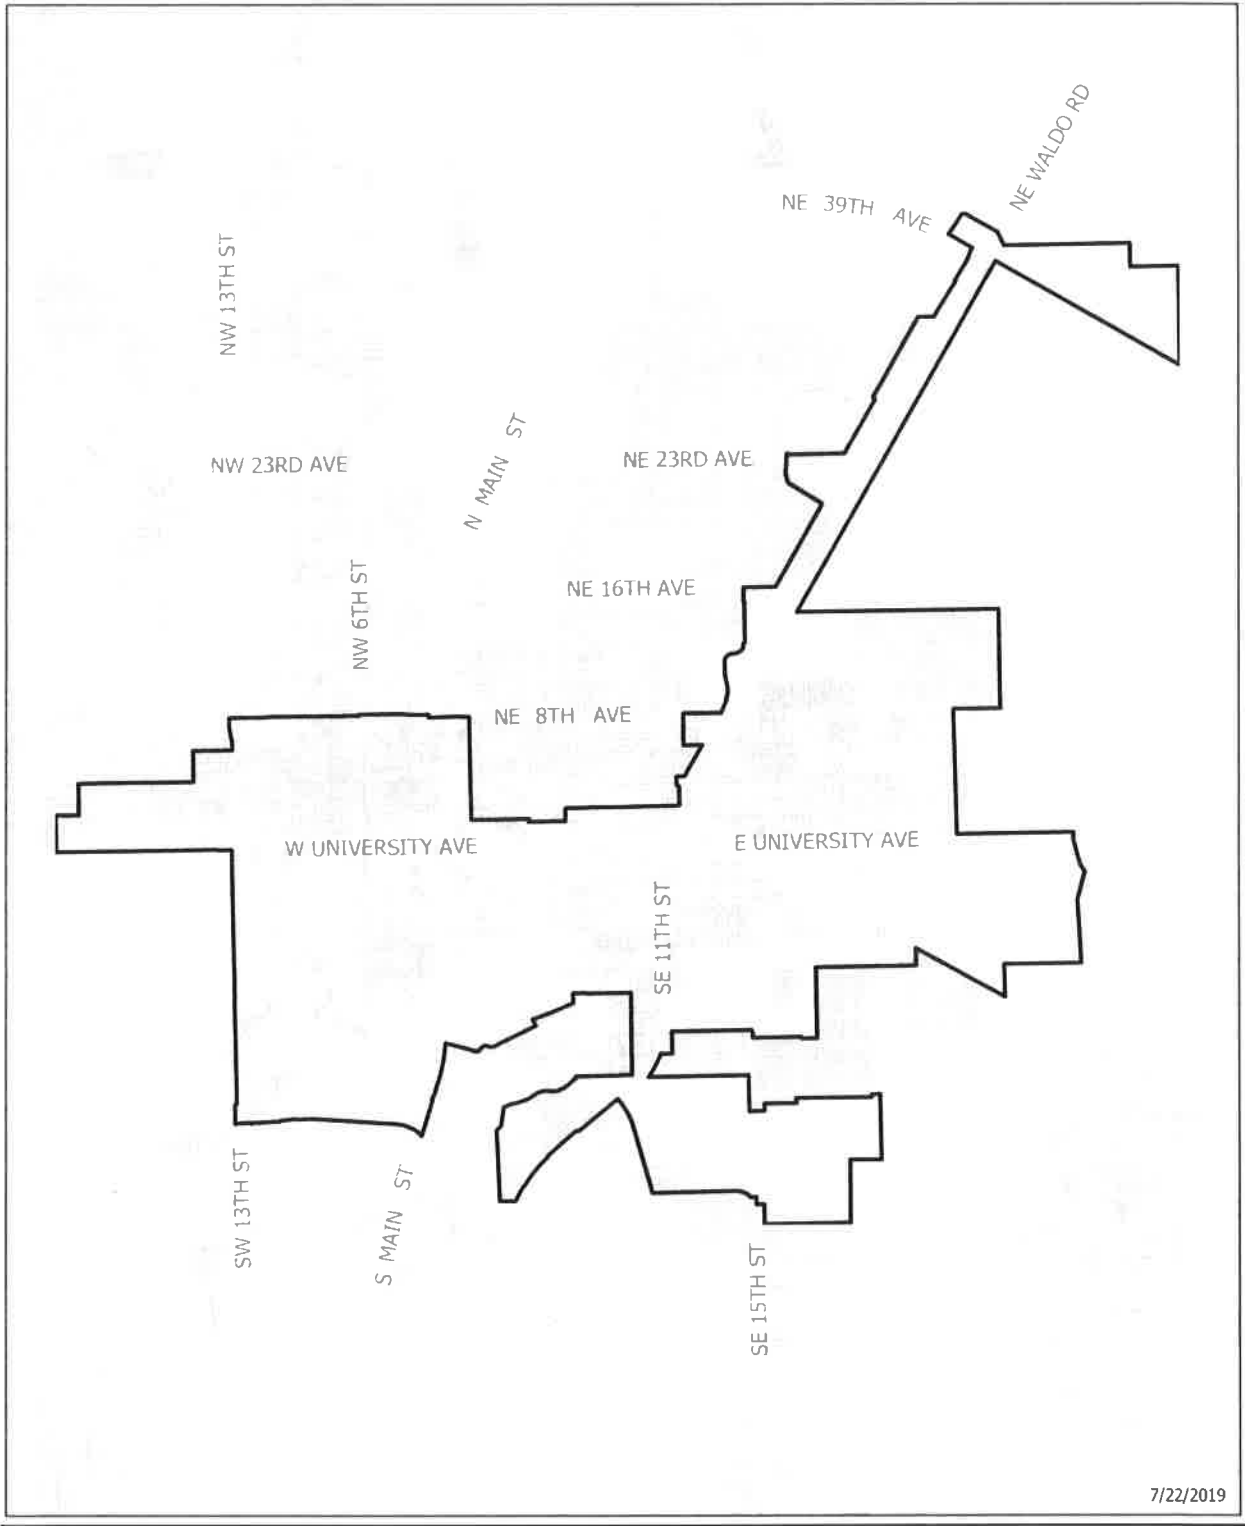 NE WALDO RD
NE 39TH AVE
NW 13TH ST
N MAIN ST
NW 23RD AVE
NE 23RD AVE
NW 6TH ST
NE 16TH AVE
NE 8TH AVE
W UNIVERSITY AVE
E UNIVERSITY AVE
SE 11TH ST
SW 13TH ST
S MAIN ST
SE 15TH ST
7/22/2019